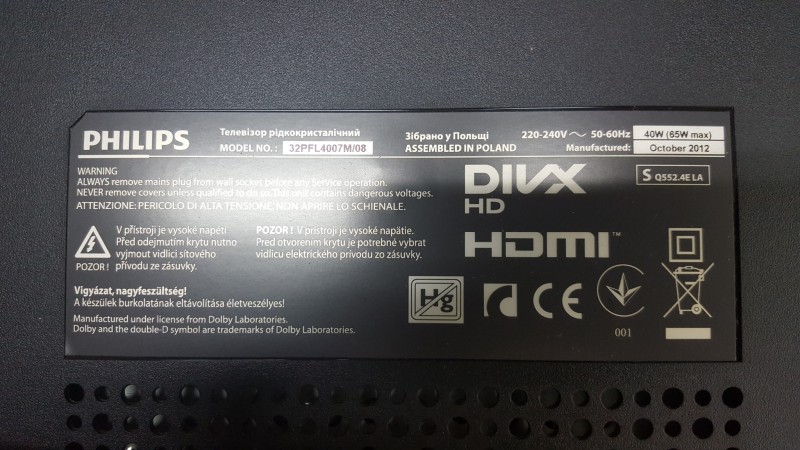 PHILIPS
Телевізор рідкокристалічний
MODEL NO. : 32PFL4007M/08
Зібрано у Польщі
ASSEMBLED IN POLAND
220-240V ~ 50-60Hz 40W (65W max)
Manufactured: October 2012
WARNING
ALWAYS remove mains plug from wall socket before any Service operation.
NEVER remove covers unless qualified to do so. This unit contains dangerous voltages.
ATTENZIONE: PERICOLO DI ALTA TENSIONE, NON APRIRE LO SCHIENALE.
DIVX
HD
S Q552.4E LA
POZOR !
V přístroji je vysoké napětí
Před odejmutím krytu nutno
vyjmout vidlici síťového
přívodu ze zásuvky.
POZOR ! V prístroji je vysoké napätie.
Pred otvorením krytu je potrebné vybrat
vidlicu elektrického prívodu zo zásuvky.
HDMI™
Vigyázat, nagyfeszültség!
A készülek burkolatának eltávolítása életveszélyes!
Manufactured under license from Dolby Laboratories.
Dolby and the double-D symbol are trademarks of Dolby Laboratories.
Hg
CE
001